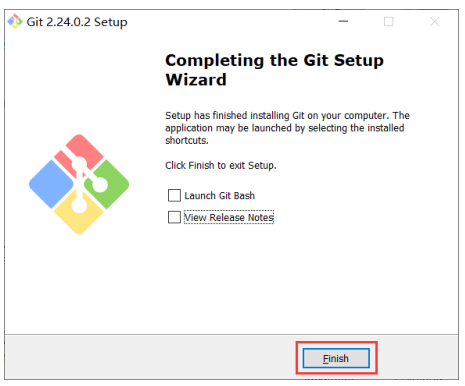 Git 2.24.0.2 Setup
Completing the Git Setup
Wizard
Setup has finished installing Git on your computer. The
application may be launched by selecting the installed
shortcuts.
Click Finish to exit Setup.
Launch Git Bash
View Release Notes
Finish